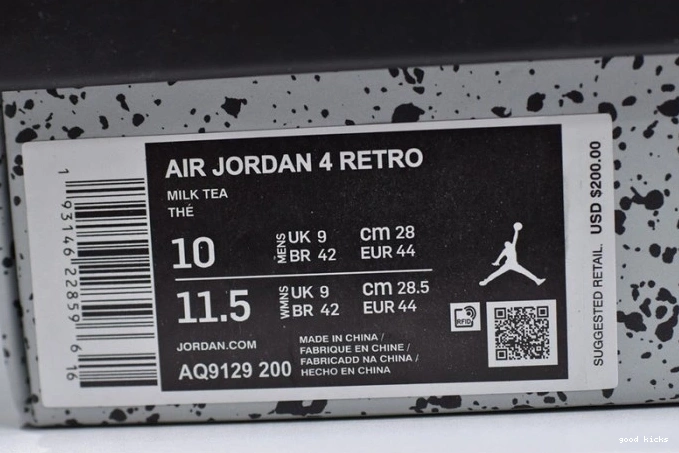 AIR JORDAN 4 RETRO
MILK TEA
THÉ
10 MENS UK 9 cm 28
BR 42 EUR 44
11.5 WMNS UK 9 cm 28.5
BR 42 EUR 44
JORDAN.COM
AQ9129 200
MADE IN CHINA /
FABRIQUE EN CHINE /
FABRICADO NA CHINA /
HECHO EN CHINA
RFID
1 93146 22859 616
SUGGESTED RETAIL. USD $200.00
good kicks